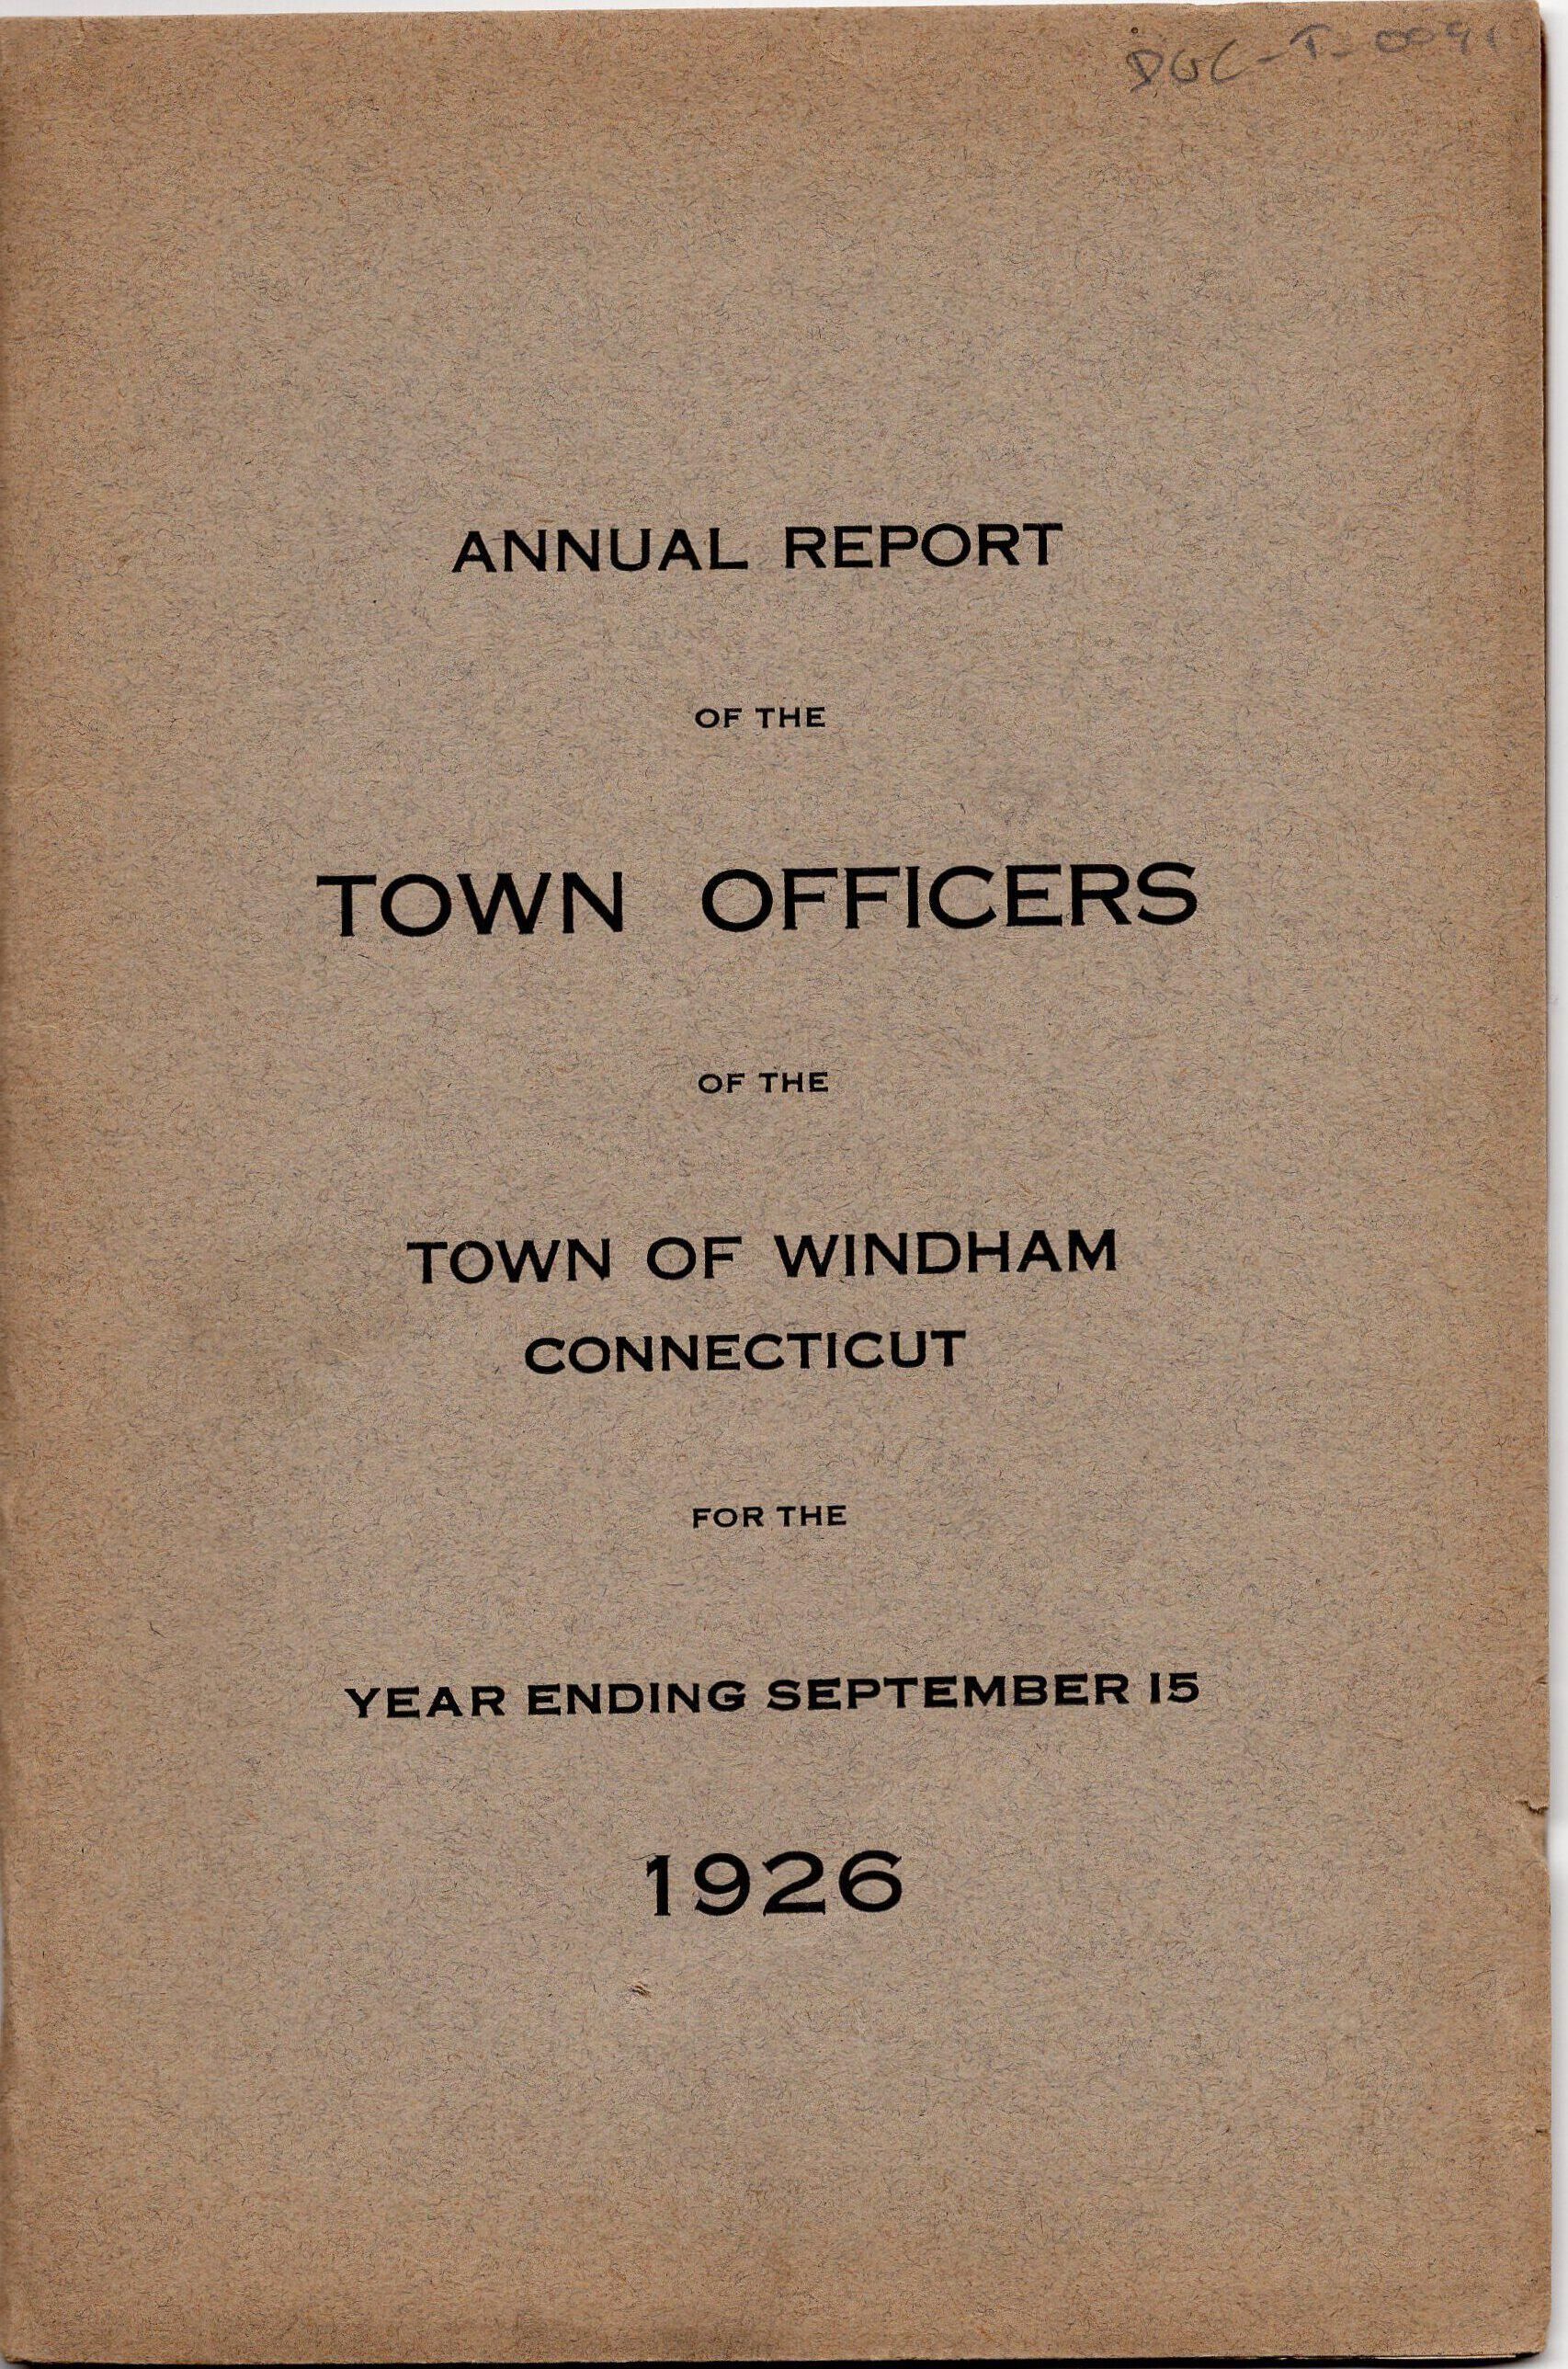 ANNUAL REPORT
OF THE
TOWN OFFICERS
OF THE
TOWN OF WINDHAM
CONNECTICUT
FOR THE
YEAR ENDING SEPTEMBER 15
1926